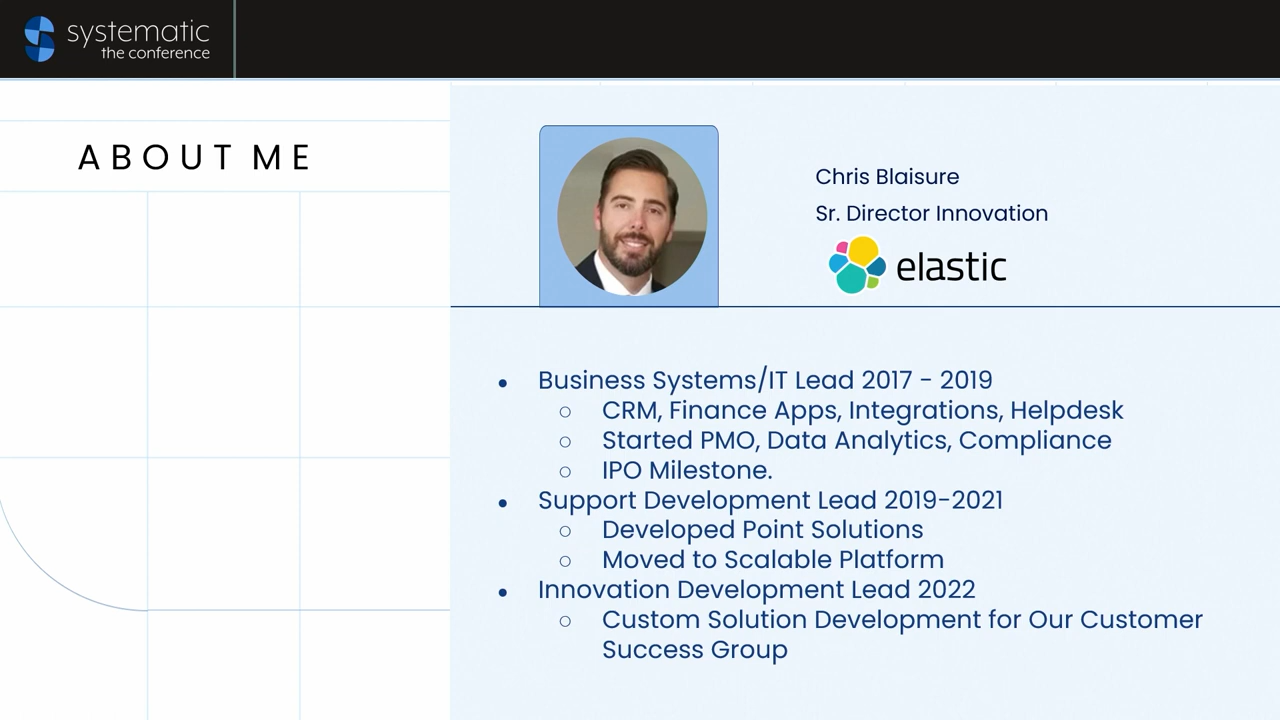 systematic
the conference
ABOUT ME
Chris Blaisure
Sr. Director Innovation
elastic
• Business Systems/IT Lead 2017 - 2019
○ CRM, Finance Apps, Integrations, Helpdesk
○ Started PMO, Data Analytics, Compliance
○ IPO Milestone.
• Support Development Lead 2019-2021
○ Developed Point Solutions
○ Moved to Scalable Platform
• Innovation Development Lead 2022
○ Custom Solution Development for Our Customer
Success Group